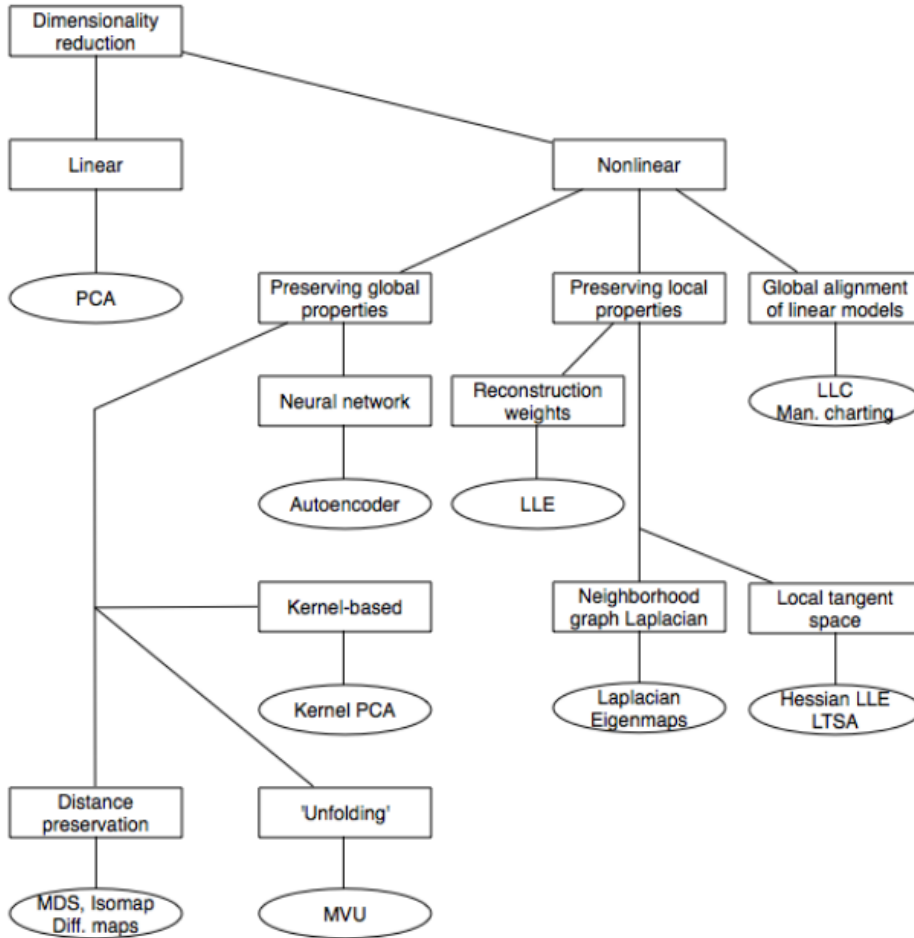 Dimensionality
reduction
Linear
Nonlinear
PCA
Preserving global
properties
Preserving local
properties
Global alignment
of linear models
Neural network
Reconstruction
weights
LLC
Man. charting
Autoencoder
LLE
Kernel-based
Neighborhood
graph Laplacian
Local tangent
space
Kernel PCA
Laplacian
Eigenmaps
Hessian LLE
LTSA
Distance
preservation
'Unfolding'
MDS, Isomap
Diff. maps
MVU